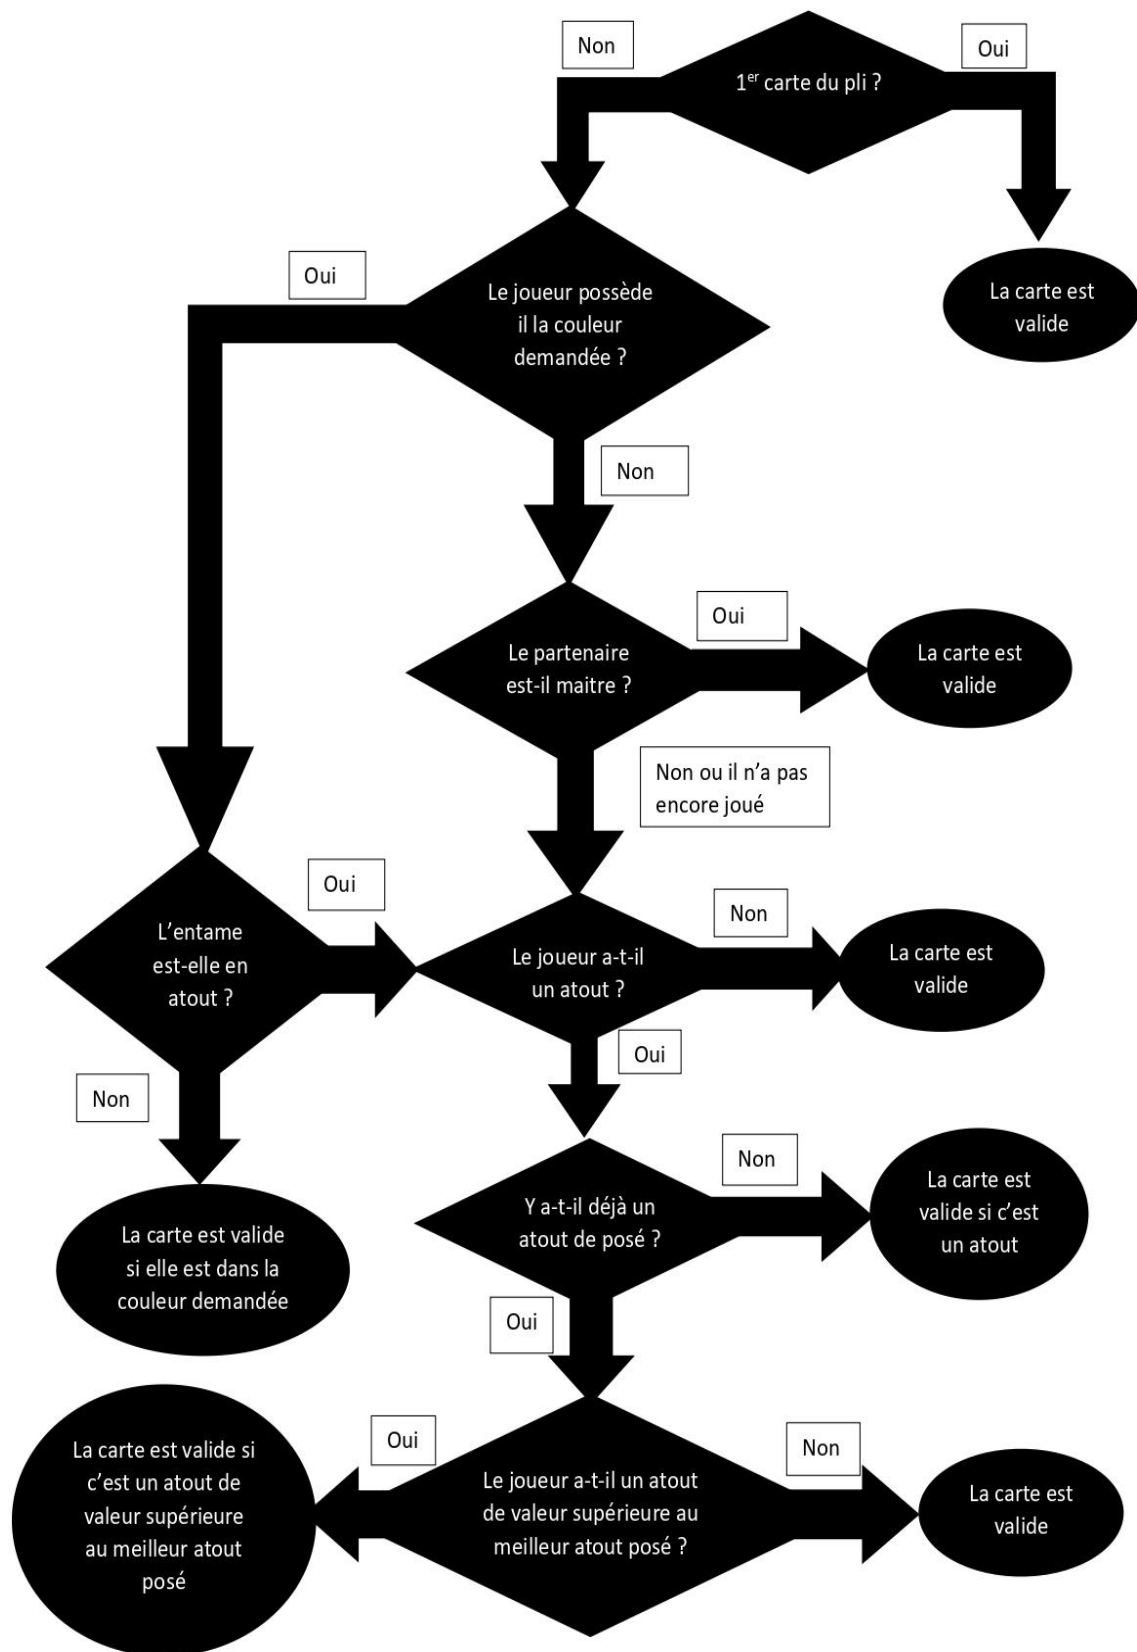 Non
Oui
1er carte du pli ?
La carte est
valide
Oui
Le joueur possède
il la couleur
demandée ?
Non
Le partenaire
est-il maitre ?
Oui
La carte est
valide
Non ou il n'a pas
encore joué
L'entame
est-elle en
atout ?
Oui
Le joueur a-t-il
un atout ?
Non
La carte est
valide
Oui
Non
La carte est valide
si elle est dans la
couleur demandée
Y a-t-il déjà un
atout de posé ?
Non
La carte est
valide si c'est
un atout
Oui
Le joueur a-t-il un atout
de valeur supérieure au
meilleur atout posé ?
Oui
La carte est valide si
c'est un atout de
valeur supérieure
au meilleur atout
posé
Non
La carte est
valide